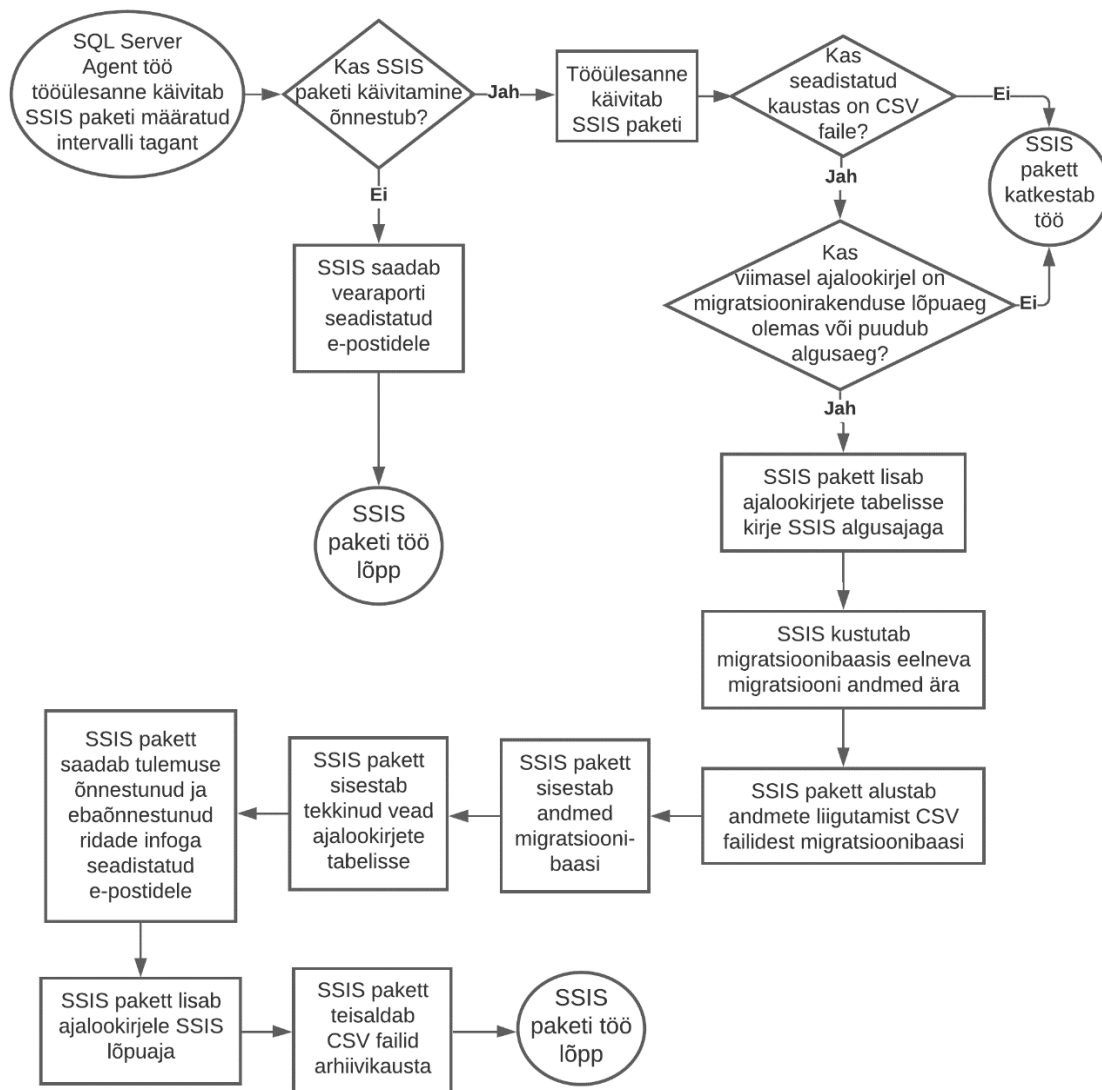 SQL Server
Agent töö
tööülesanne käivitab
SSIS paketi määratud
intervalli tagant
Kas SSIS
paketi käivitamine
õnnestub?
Jah
Tööülesanne
käivitab
SSIS paketi
Kas
seadistatud
kaustas on CSV
faile?
Ei
SSIS
pakett
katkestab
töö
Ei
SSIS saadab
vearaporti
seadistatud
e-postidele
SSIS
paketi töö
lõpp
Jah
Kas
viimasel ajalookirjel on
migratsioonirakenduse lõpuaeg
olemas või puudub
algusaeg?
Ei
Jah
SSIS pakett lisab
ajalookirjete tabelisse
kirje SSIS algusajaga
SSIS kustutab
migratsioonibaasis eelneva
migratsiooni andmed ära
SSIS pakett alustab
andmete liigutamist CSV
failidest migratsioonibaasi
SSIS pakett
sisestab
andmed
migratsiooni-
baasi
SSIS pakett
sisestab
tekkinud vead
ajalookirjete
tabelisse
SSIS pakett
saadab tulemuse
õnnestunud ja
ebaõnnestunud
ridade infoga
seadistatud
e-postidele
SSIS pakett lisab
ajalookirjele SSIS
lõpuaja
SSIS pakett
teisaldab
CSV failid
arhiivikausta
SSIS
paketi töö
lõpp